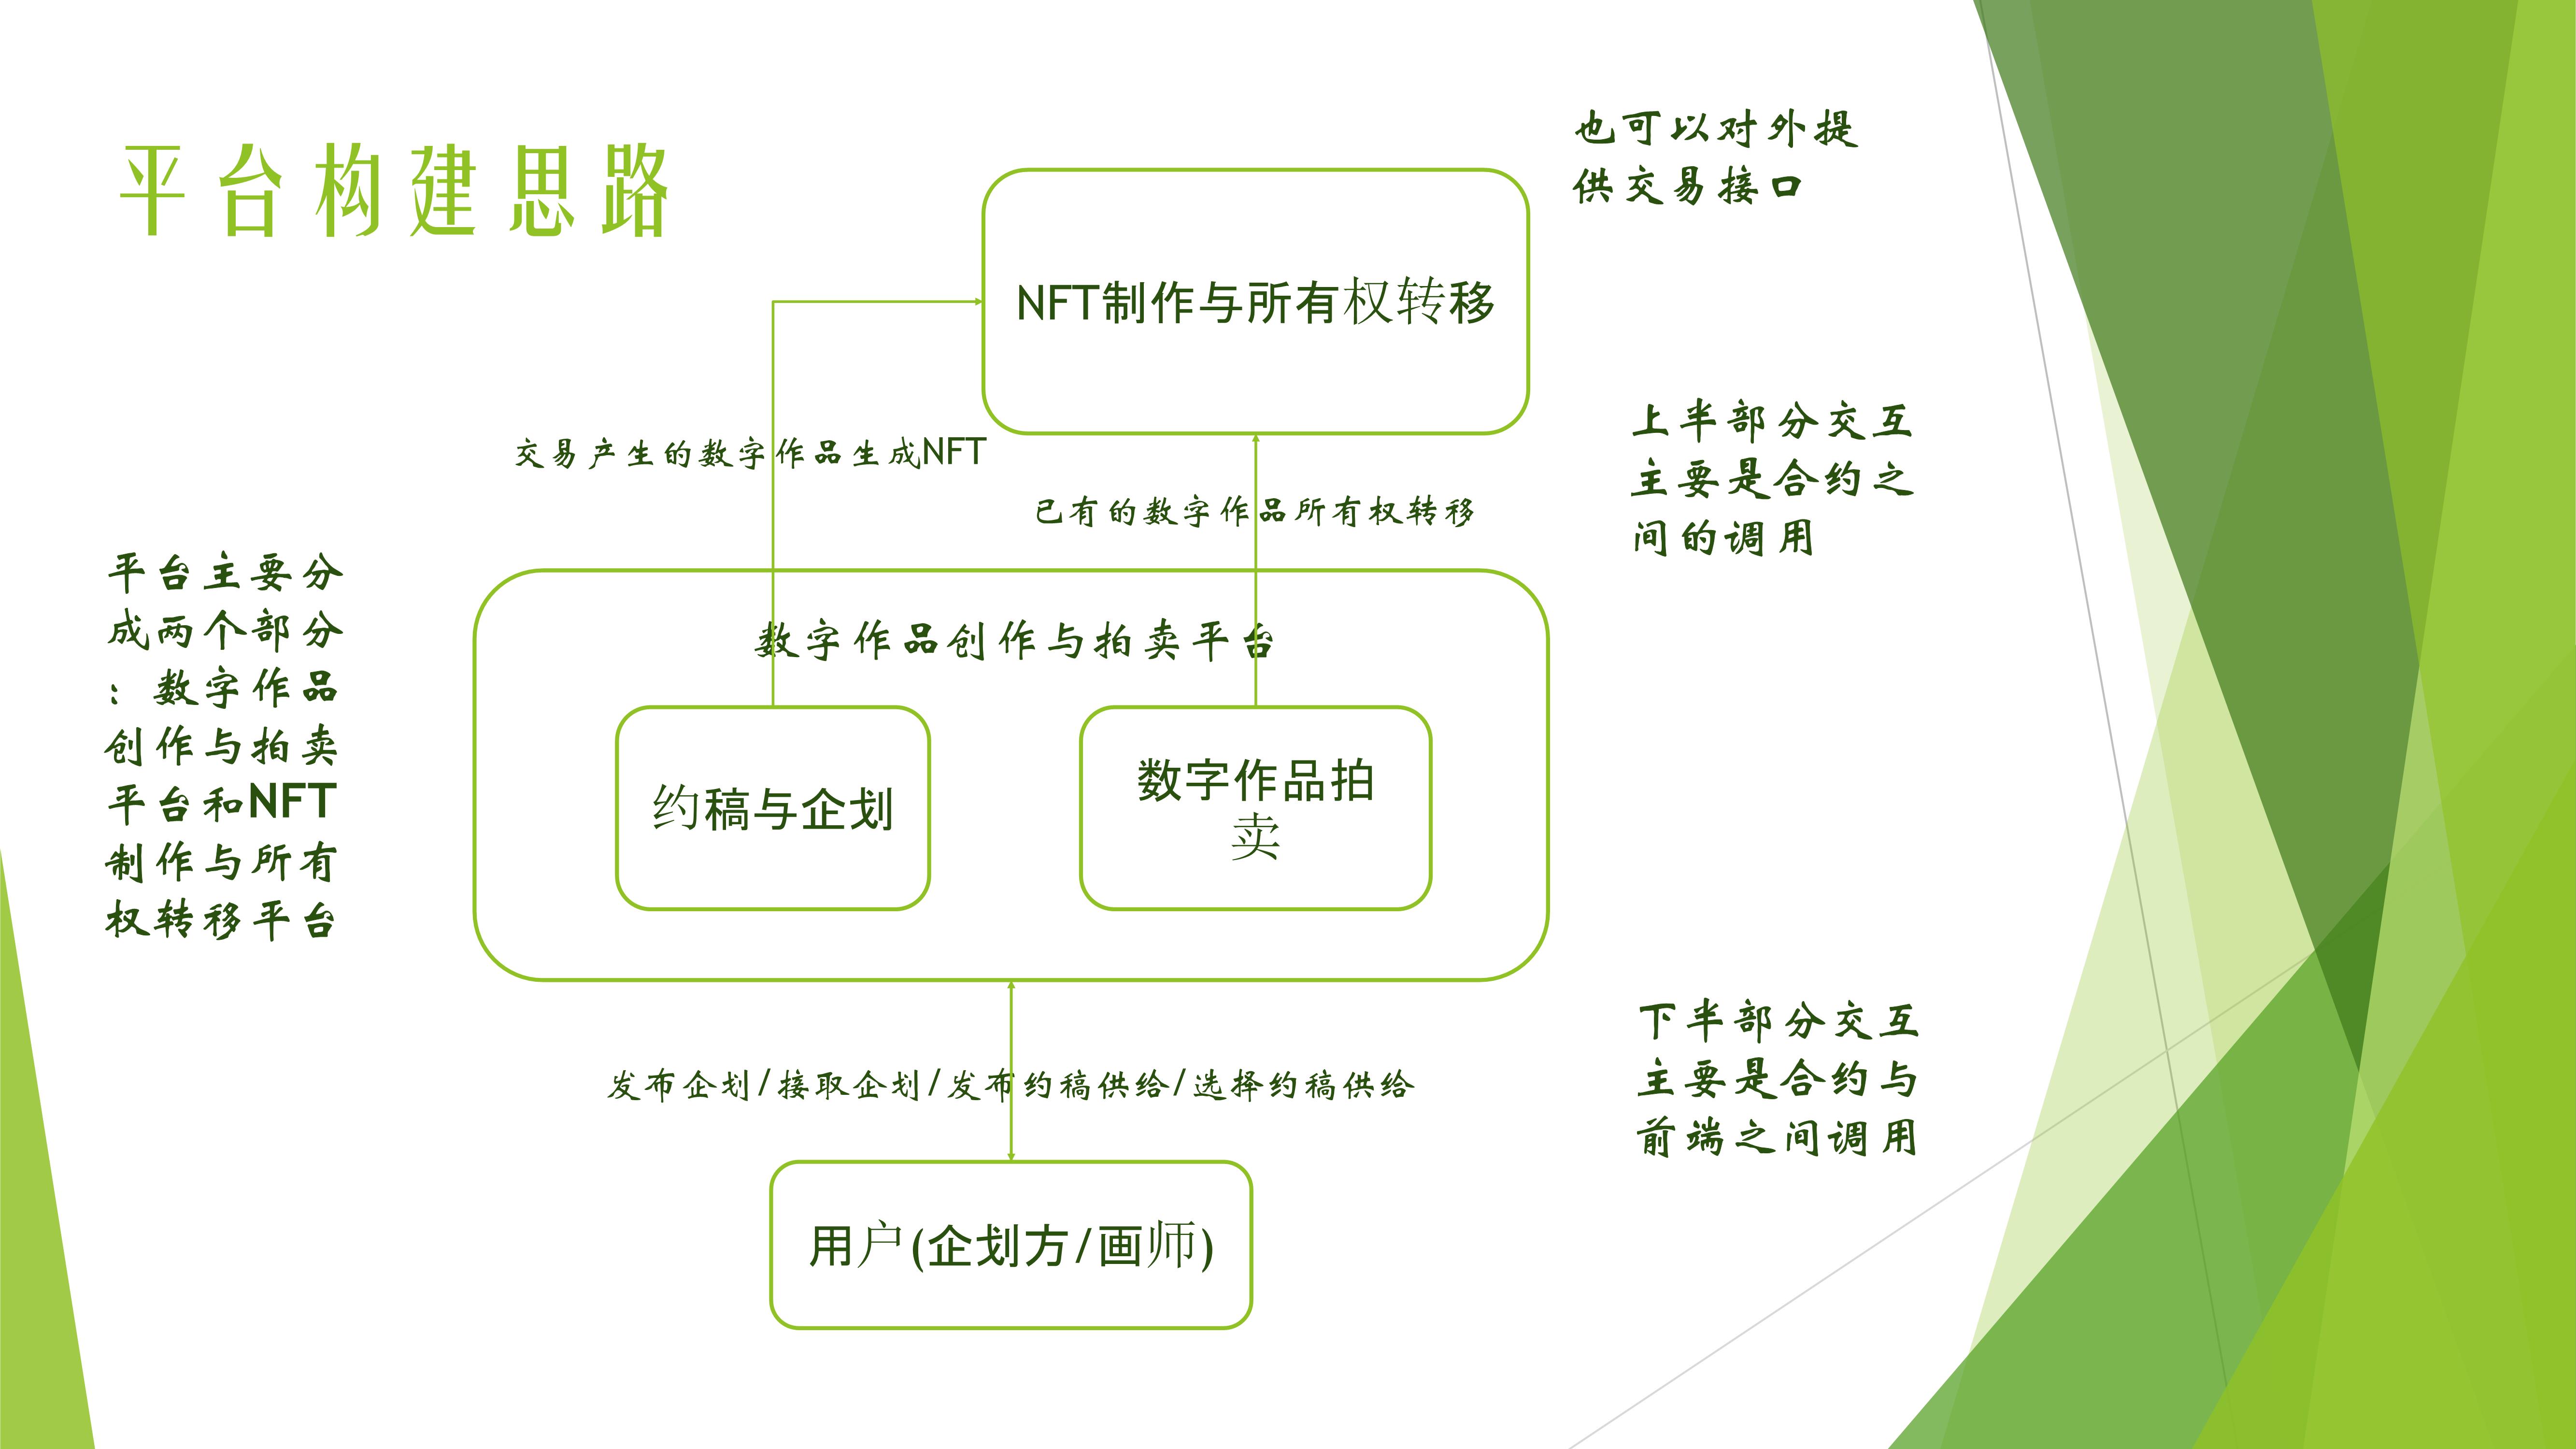 平台构建思路
也可以对外提
供交易接口
NFT制作与所有权转移
交易产生的数字作品生成NFT
已有的数字作品所有权转移
上半部分交互
主要是合约之
间的调用
平台主要分
成两个部分
：数字作品
创作与拍卖
平台和NFT
制作与所有
权转移平台
数字作品创作与拍卖平台
约稿与企划
数字作品拍
卖
下半部分交互
主要是合约与
前端之间调用
发布企划/接取企划/发布约稿供给/选择约稿供给
用户(企划方/画师)